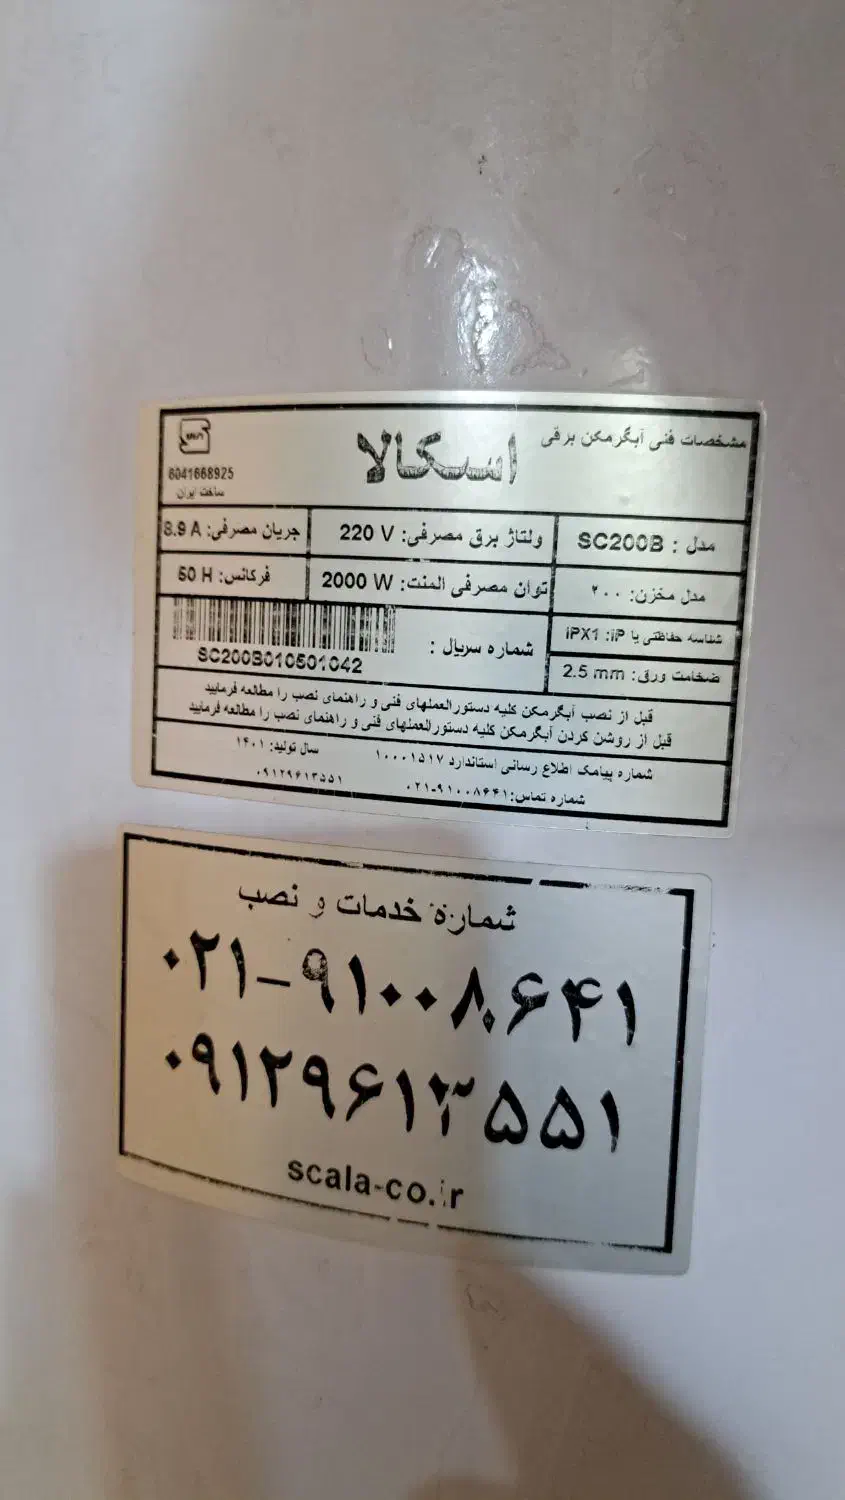 مشخصات فنی آبگرمکن برقی
اسکالا
6041668925
ساخت ایران
مدل : SC200B
ولتاژ برق مصرفی: 220 V
جریان مصرفی: 8.9 A
مدل مخزن: ۲۰۰
توان مصرفی المنت: 2000 W
فرکانس: 50 H
شناسه حفاظتی یا iP: iPX1
ضخامت ورق: 2.5 mm
شماره سریال :
SC200B010501042
قبل از نصب آبگرمکن کلیه دستورالعملهای فنی و راهنمای نصب را مطالعه فرمایید
قبل از روشن کردن آبگرمکن کلیه دستورالعملهای فنی و راهنمای نصب را مطالعه فرمایید
شماره پیامک اطلاع رسانی استاندارد ۱۰۰۰۱۵۱۷
سال تولید: ۱۴۰۱
شماره تماس: ۰۲۱-۹۱۰۰۸۶۴۱
۰۹۱۲۹۶۱۳۵۵۱
شماره خدمات و نصب
۰۲۱-۹۱۰۰۸۶۴۱
۰۹۱۲۹۶۱۳۵۵۱
scala-co.ir